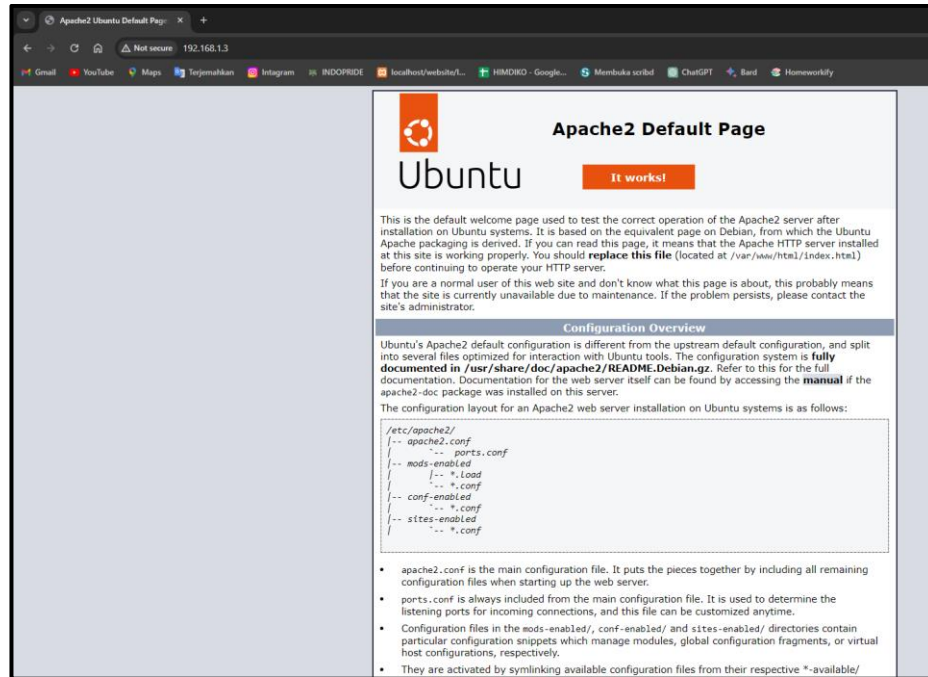 Apache2 Ubuntu Default Page:
Not secure 192.168.1.3
Gmail YouTube Maps Terjemahkan Intagram INDOPRIDE localhost/website/l... HIMDIKO - Google... Membuka scribd ChatGPT Bard Homeworkify
Apache2 Default Page
Ubuntu
It works!
This is the default welcome page used to test the correct operation of the Apache2 server after
installation on Ubuntu systems. It is based on the equivalent page on Debian, from which the Ubuntu
Apache packaging is derived. If you can read this page, it means that the Apache HTTP server installed
at this site is working properly. You should replace this file (located at /var/www/html/index.html)
before continuing to operate your HTTP server.
If you are a normal user of this web site and don't know what this page is about, this probably means
that the site is currently unavailable due to maintenance. If the problem persists, please contact the
site's administrator.
Configuration Overview
Ubuntu's Apache2 default configuration is different from the upstream default configuration, and split
into several files optimized for interaction with Ubuntu tools. The configuration system is fully
documented in /usr/share/doc/apache2/README.Debian.gz. Refer to this for the full
documentation. Documentation for the web server itself can be found by accessing the manual if the
apache2-doc package was installed on this server.
The configuration layout for an Apache2 web server installation on Ubuntu systems is as follows:
/etc/apache2/
|-- apache2.conf
|       `--  ports.conf
|-- mods-enabled
|       |-- *.load
|       `-- *.conf
|-- conf-enabled
|       `-- *.conf
|-- sites-enabled
|       `-- *.conf
• apache2.conf is the main configuration file. It puts the pieces together by including all remaining
configuration files when starting up the web server.
• ports.conf is always included from the main configuration file. It is used to determine the
listening ports for incoming connections, and this file can be customized anytime.
• Configuration files in the mods-enabled/, conf-enabled/ and sites-enabled/ directories contain
particular configuration snippets which manage modules, global configuration fragments, or virtual
host configurations, respectively.
• They are activated by symlinking available configuration files from their respective *-available/